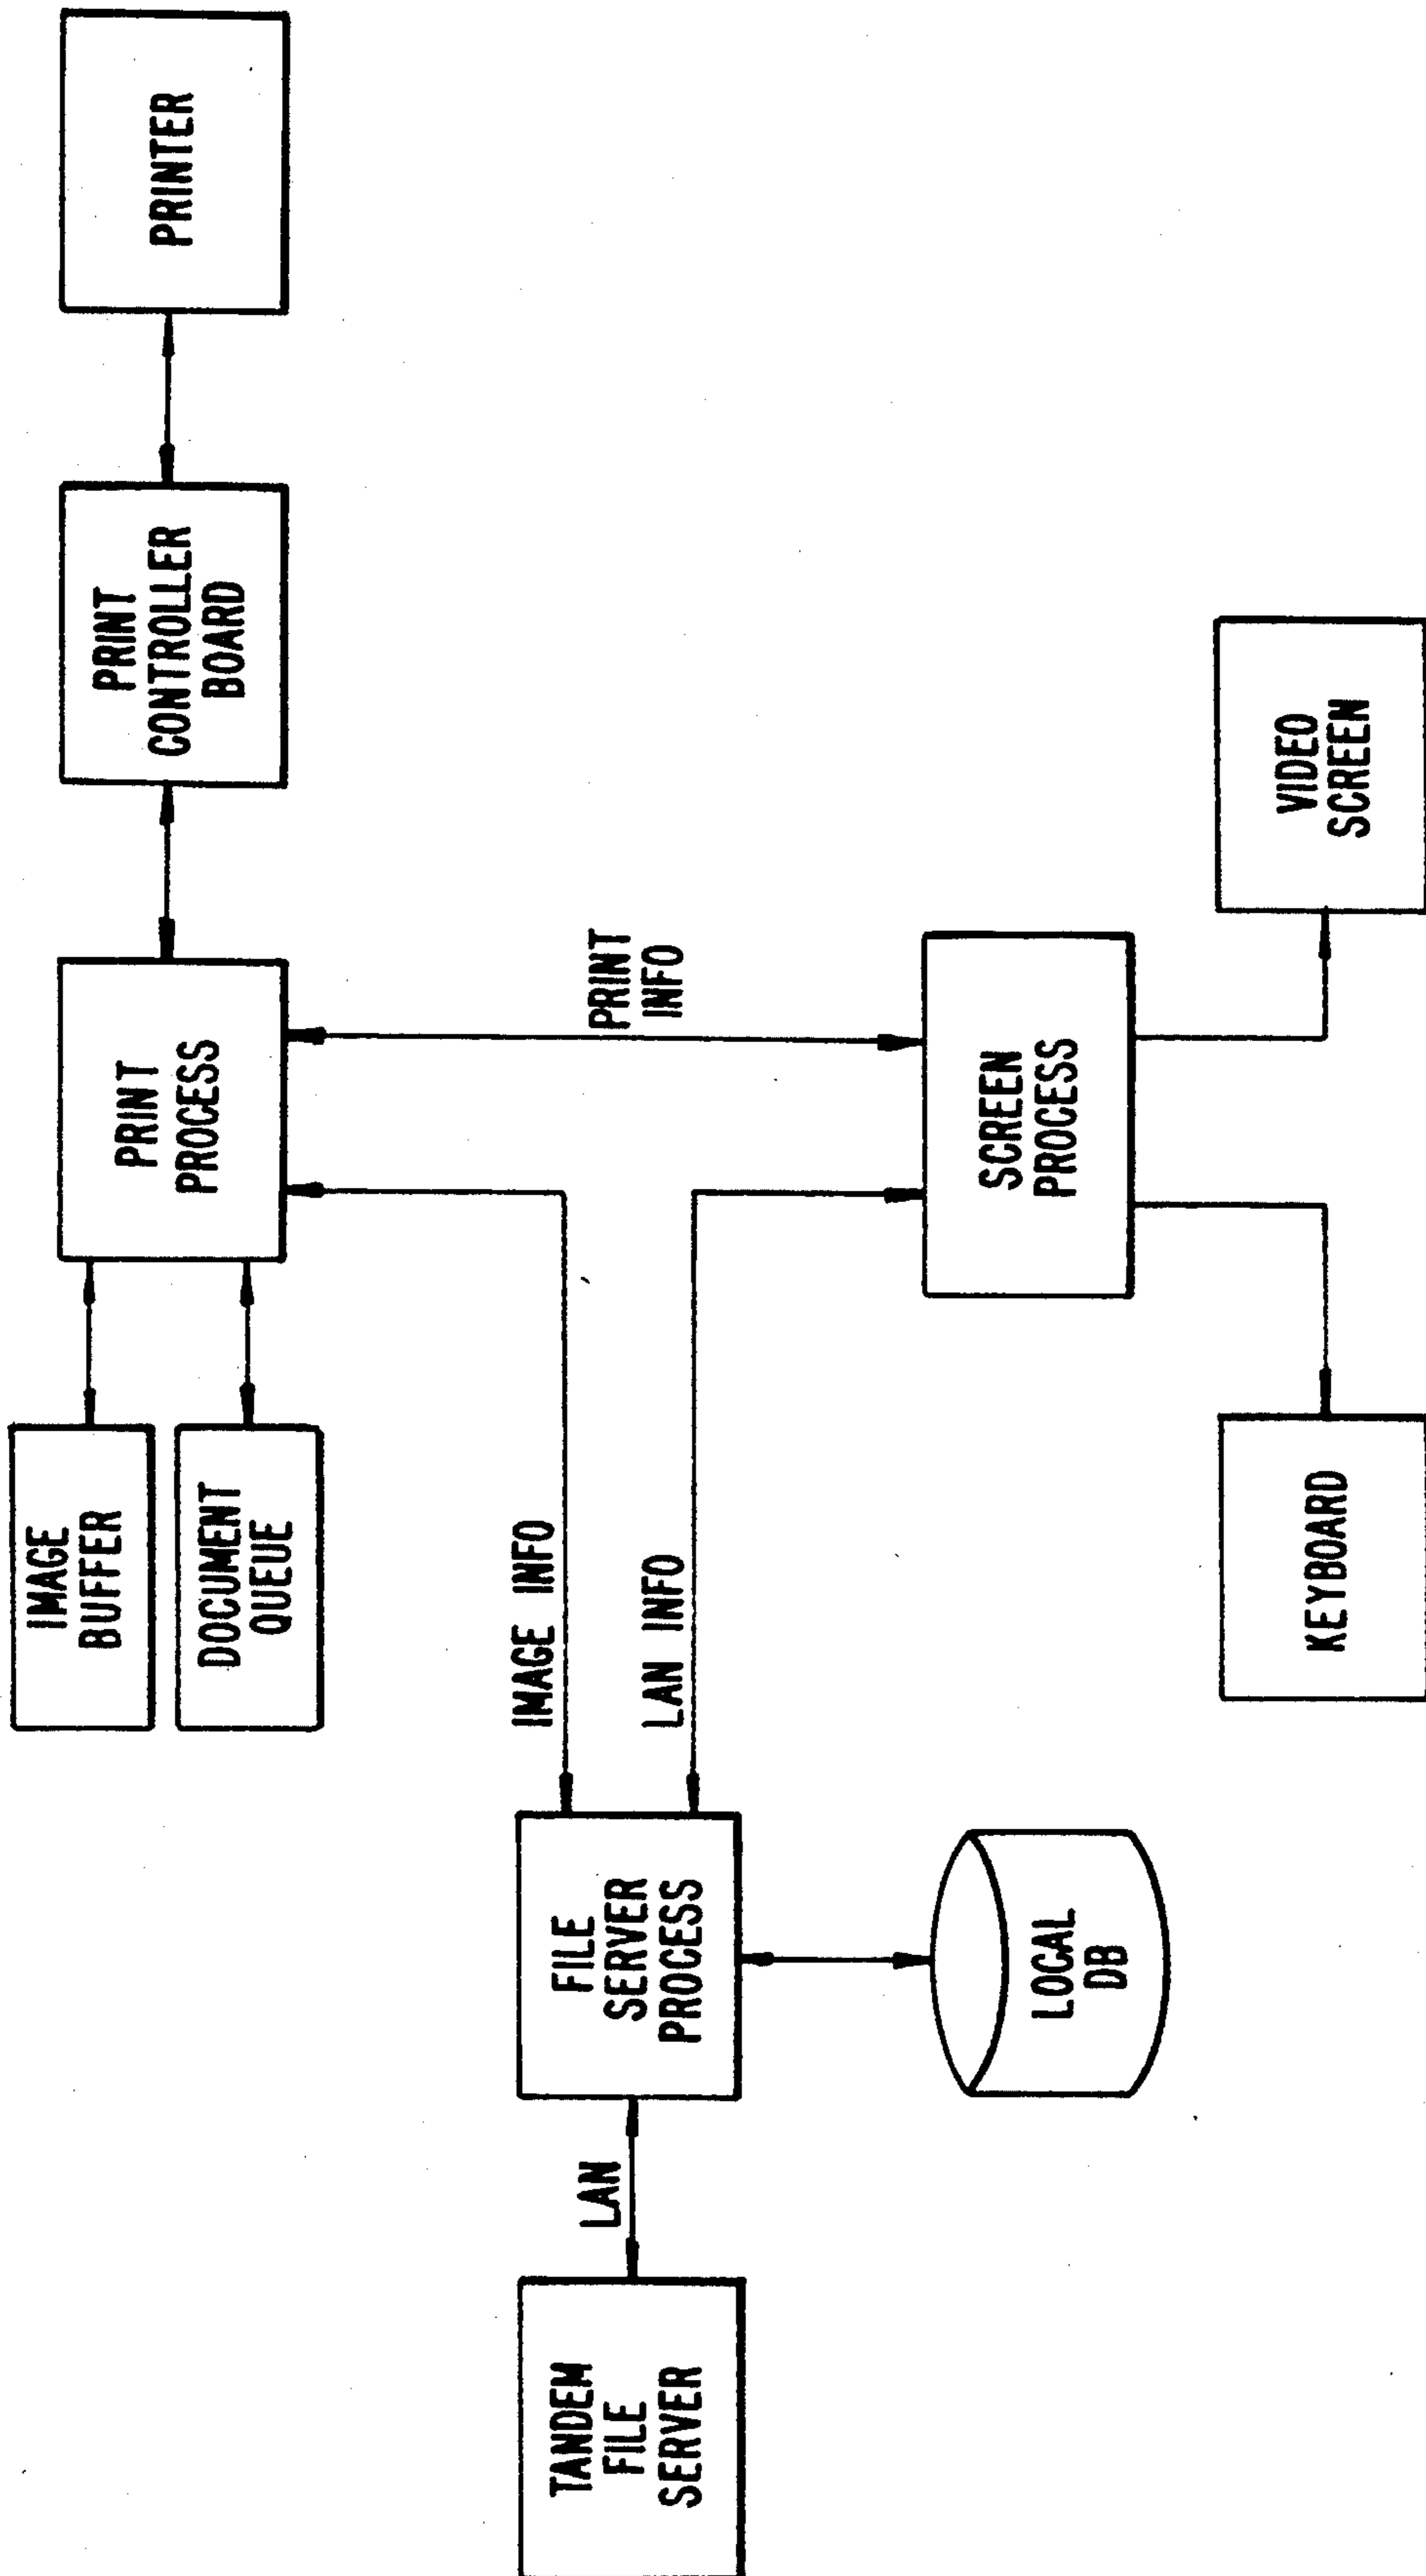 IMAGE
BUFFER
DOCUMENT
QUEUE
PRINT
PROCESS
PRINT
CONTROLLER
BOARD
PRINTER
IMAGE INFO
LAN INFO
PRINT
INFO
TANDEM
FILE
SERVER
LAN
FILE
SERVER
PROCESS
LOCAL
DB
SCREEN
PROCESS
KEYBOARD
VIDEO
SCREEN